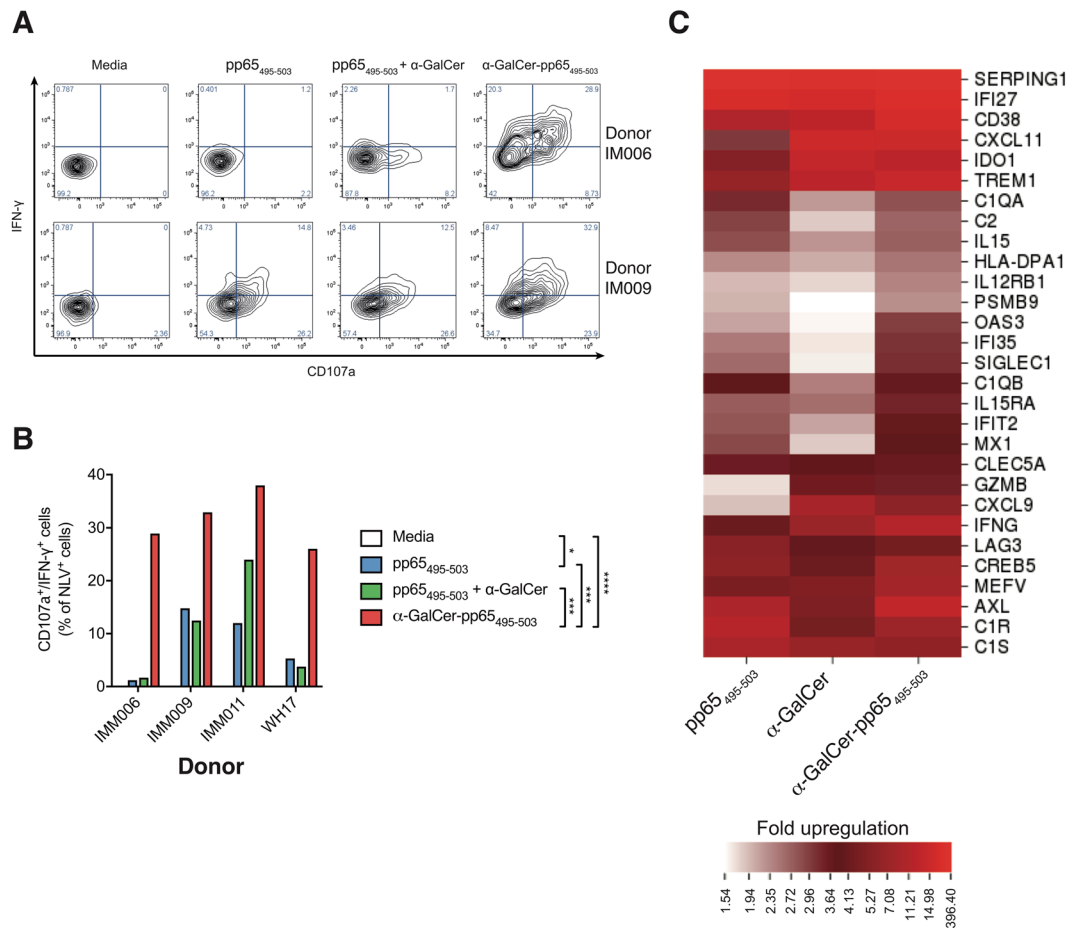 A
Media
pp65495-503
pp65495-503 + α-GalCer
α-GalCer-pp65495-503
IFN-γ
0.787 0
99.2 0
0.401 1.2
96.2 2.2
2.26 1.7
87.8 8.2
20.3 28.9
42 8.73
Donor
IM006
0.787 0
96.9 2.36
4.73 14.8
54.3 26.2
3.46 12.5
57.4 26.6
8.47 32.9
34.7 23.9
Donor
IM009
CD107a
B
CD107a+/IFN-γ+ cells
(% of NLV+ cells)
40
30
20
10
0
IMM006
IMM009
IMM011
WH17
Donor
Media
pp65495-503
pp65495-503 + α-GalCer
α-GalCer-pp65495-503
*
***
***
****
C
SERPING1
IFI27
CD38
CXCL11
IDO1
TREM1
C1QA
C2
IL15
HLA-DPA1
IL12RB1
PSMB9
OAS3
IFI35
SIGLEC1
C1QB
IL15RA
IFIT2
MX1
CLEC5A
GZMB
CXCL9
IFNG
LAG3
CREB5
MEFV
AXL
C1R
C1S
pp65495-503
α-GalCer
α-GalCer-pp65495-503
Fold upregulation
1.54
1.94
2.35
2.72
2.96
3.64
4.13
5.27
7.08
11.21
14.98
396.40